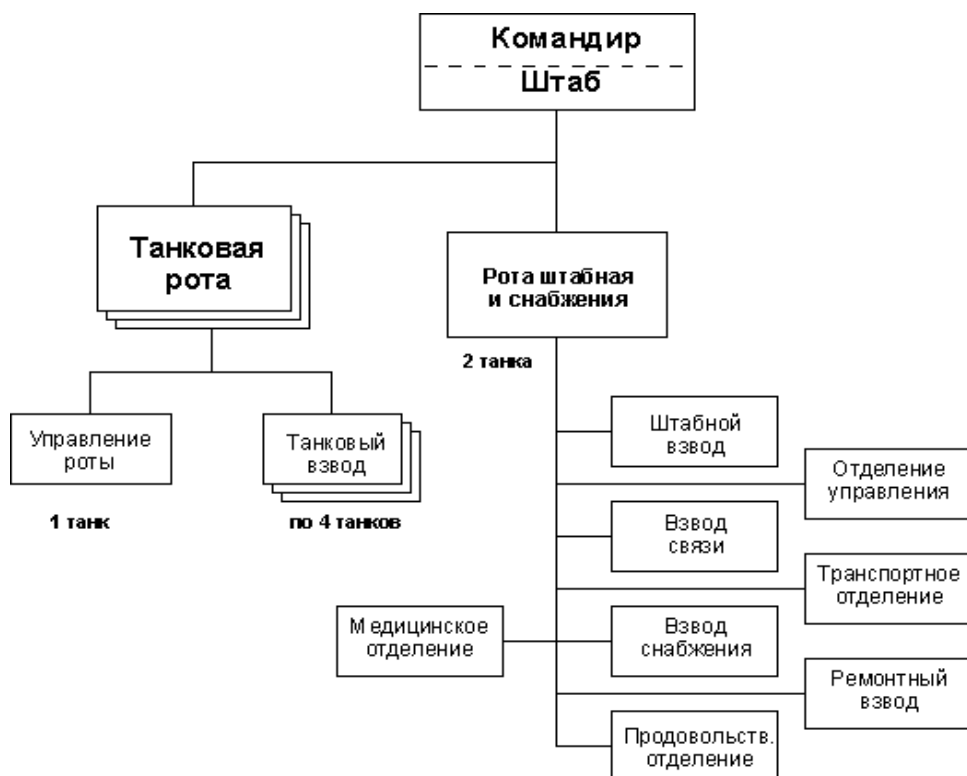 Командир
Штаб
Танковая
рота
Рота штабная
и снабжения
2 танка
Управление
роты
Танковый
взвод
1 танк
по 4 танков
Штабной
взвод
Отделение
управления
Взвод
связи
Транспортное
отделение
Медицинское
отделение
Взвод
снабжения
Ремонтный
взвод
Продовольств.
отделение